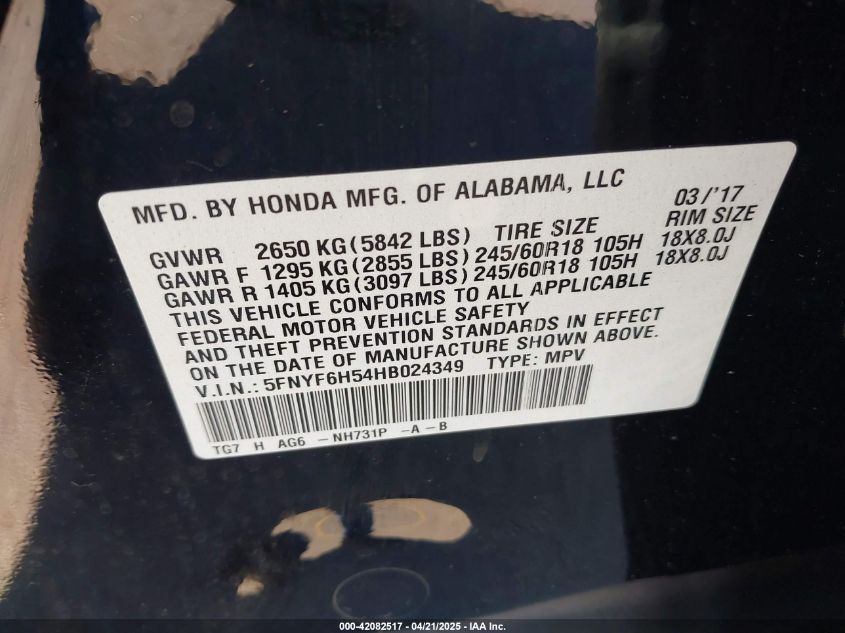 MFD. BY HONDA MFG. OF ALABAMA, LLC 03/'17
GVWR 2650 KG(5842 LBS) TIRE SIZE RIM SIZE
GAWR F 1295 KG(2855 LBS) 245/60R18 105H 18X8.0J
GAWR R 1405 KG(3097 LBS) 245/60R18 105H 18X8.0J
THIS VEHICLE CONFORMS TO ALL APPLICABLE
FEDERAL MOTOR VEHICLE SAFETY
AND THEFT PREVENTION STANDARDS IN EFFECT
ON THE DATE OF MANUFACTURE SHOWN ABOVE.
V.I.N.: 5FNYF6H54HB024349 TYPE: MPV
TG7 H AG6 -NH731P -A-B
000-42082517 - 04/21/2025 - IAA Inc.